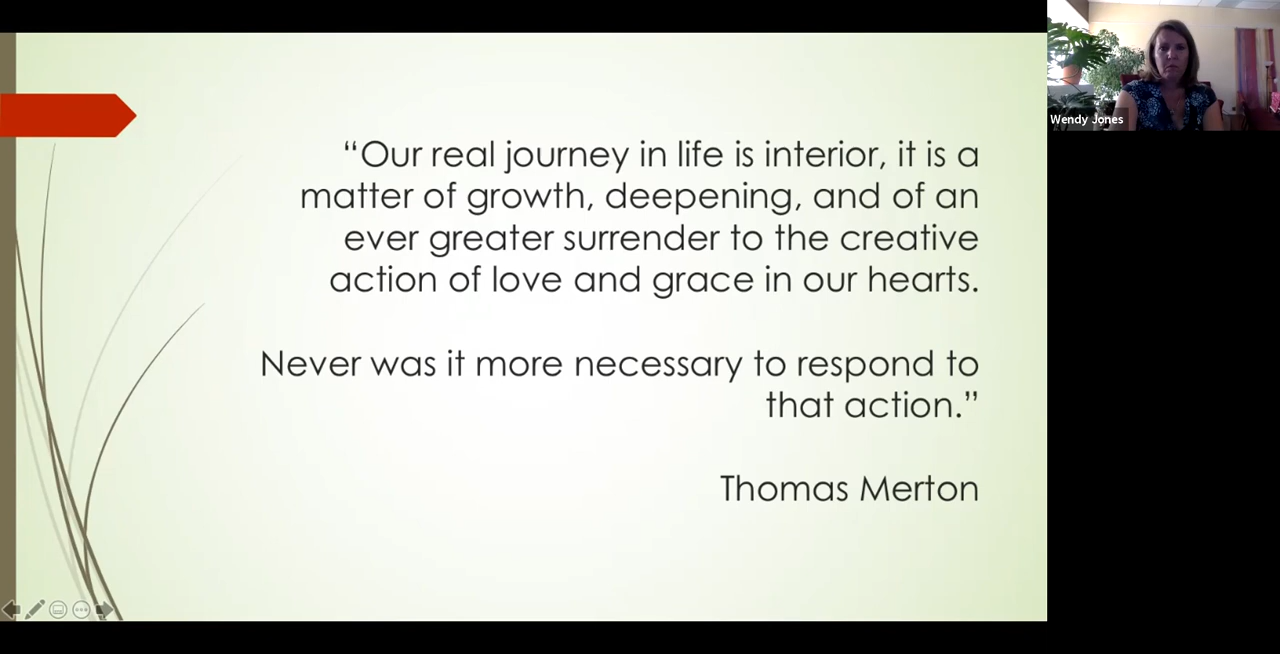 “Our real journey in life is interior, it is a
matter of growth, deepening, and of an
ever greater surrender to the creative
action of love and grace in our hearts.
Never was it more necessary to respond to
that action.”
Thomas Merton
Wendy Jones